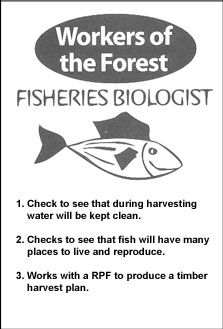 Workers of
the Forest
FISHERIES BIOLOGIST
1. Check to see that during harvesting
water will be kept clean.
2. Checks to see that fish will have many
places to live and reproduce.
3. Works with a RPF to produce a timber
harvest plan.